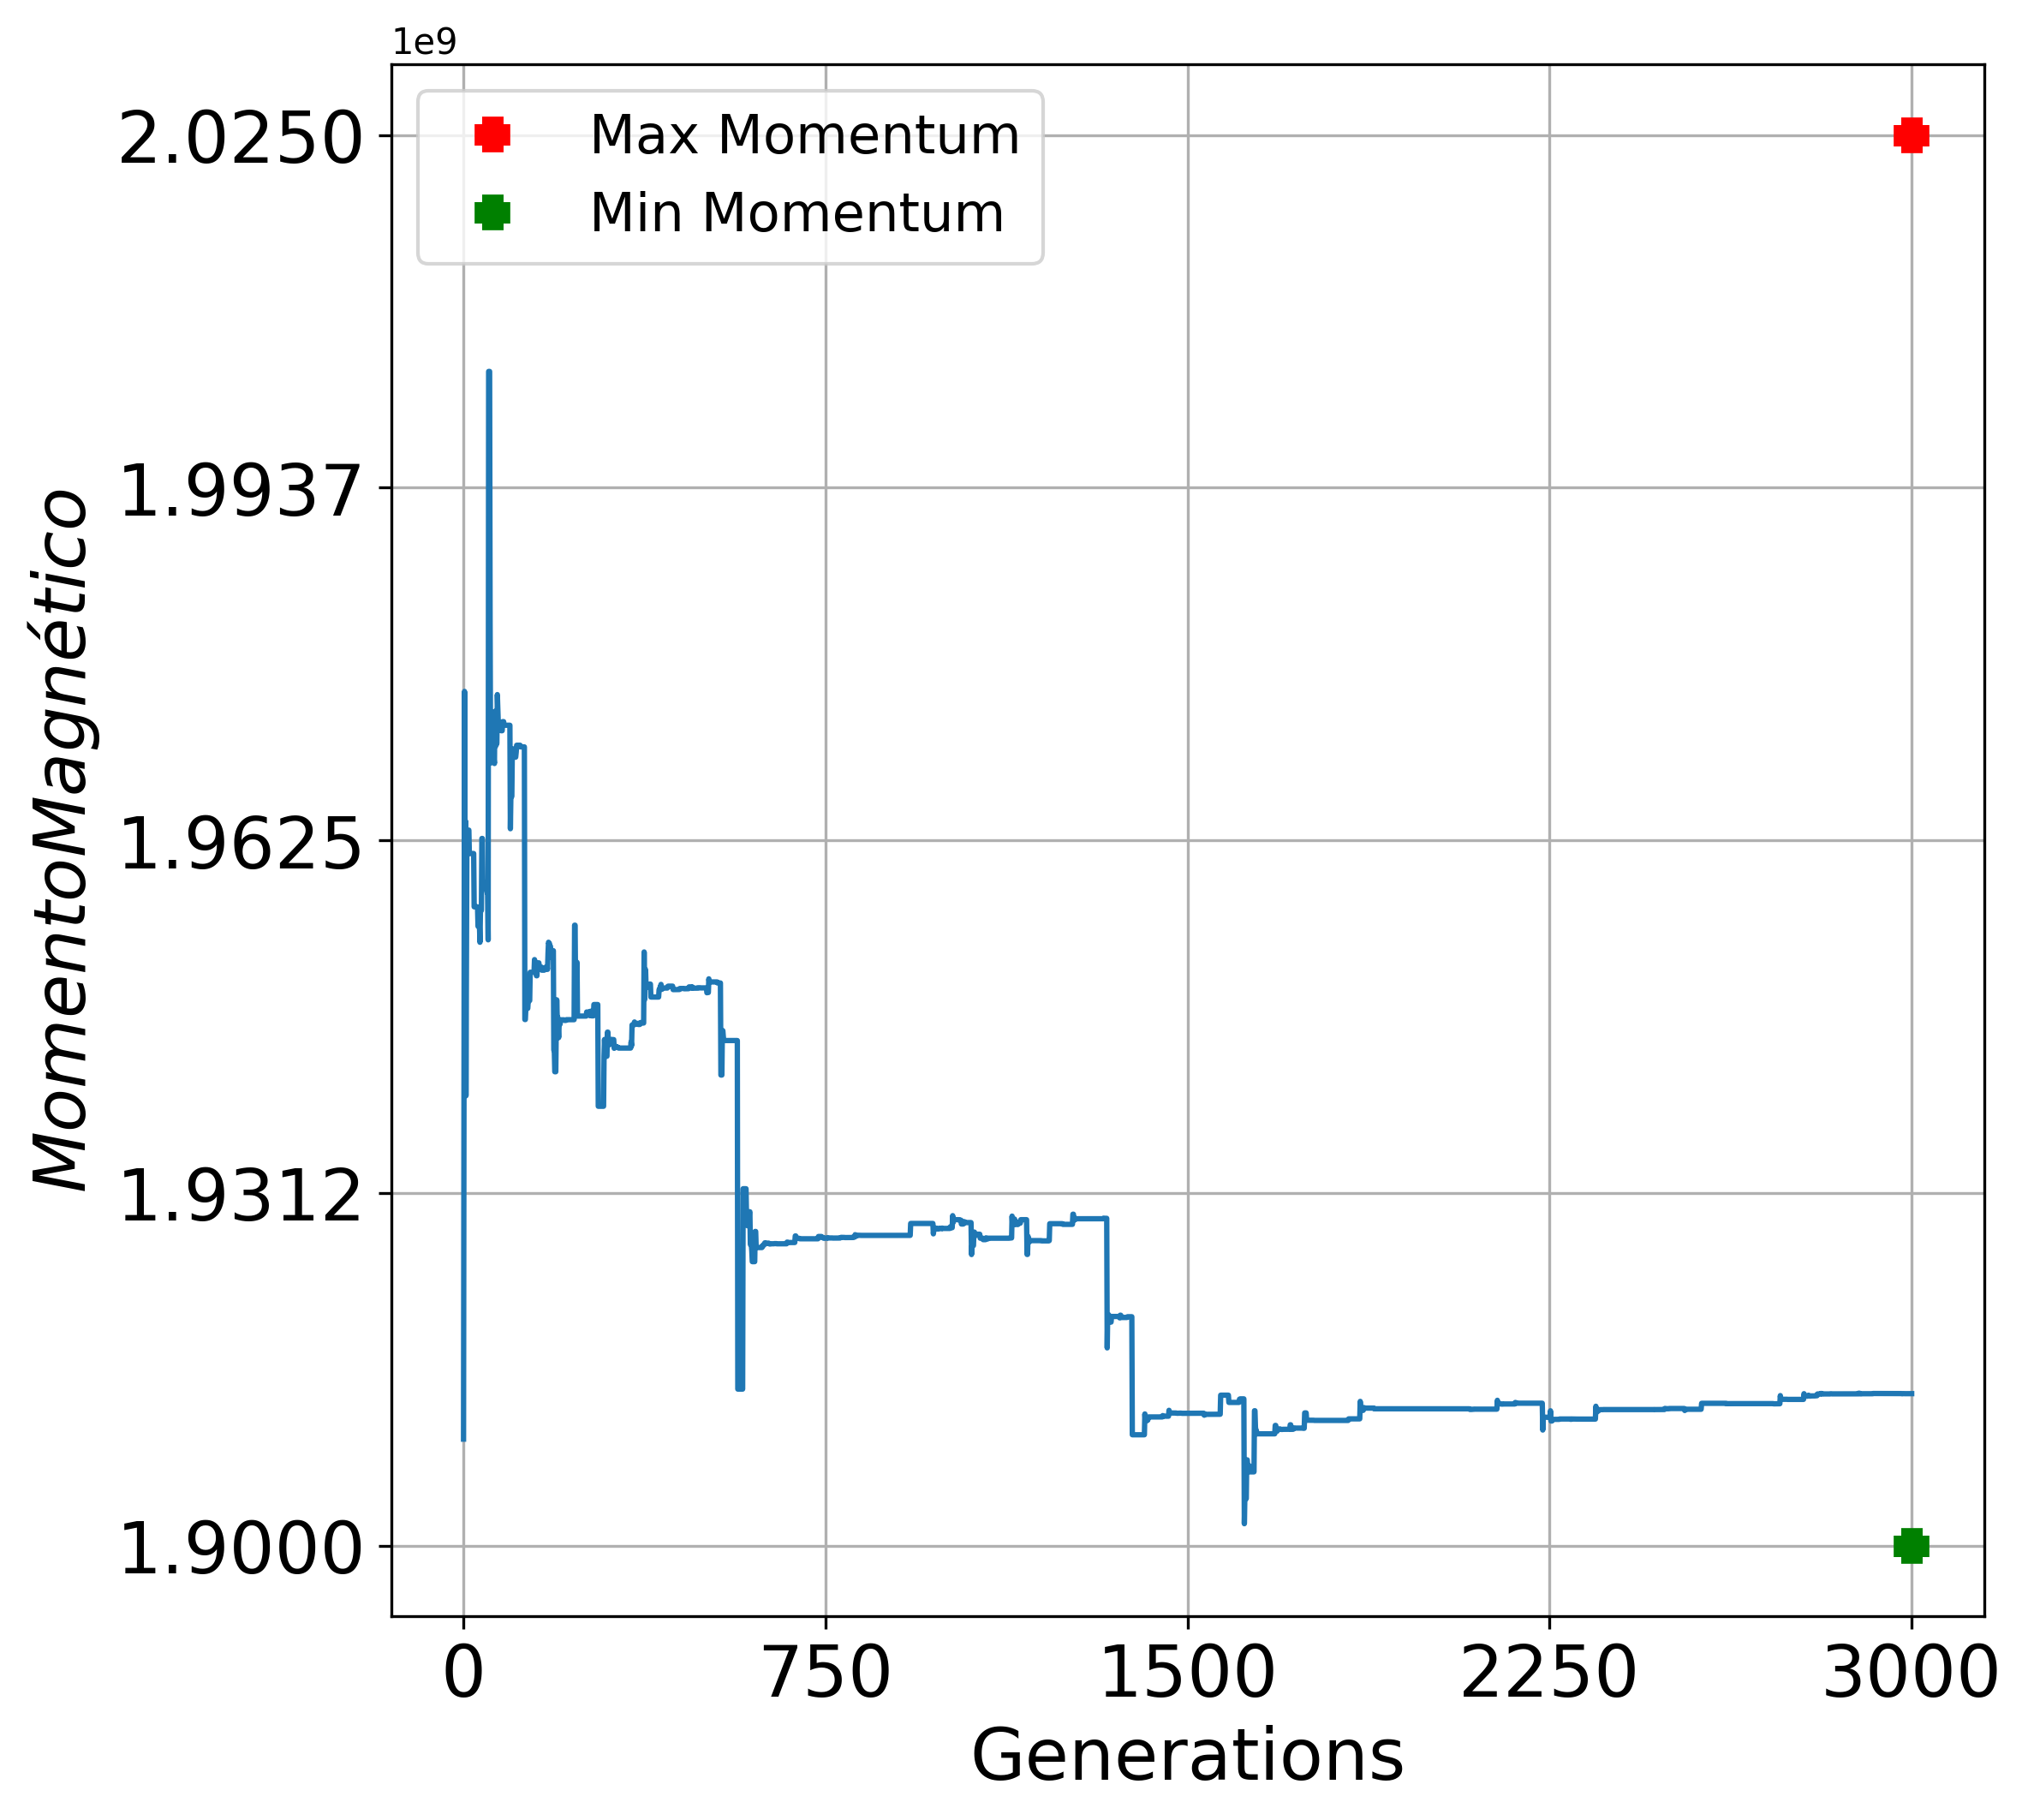 1e9
2.0250
1.9937
1.9625
1.9312
1.9000
MomentoMagnético
Max Momentum
Min Momentum
0 750 1500 2250 3000
Generations